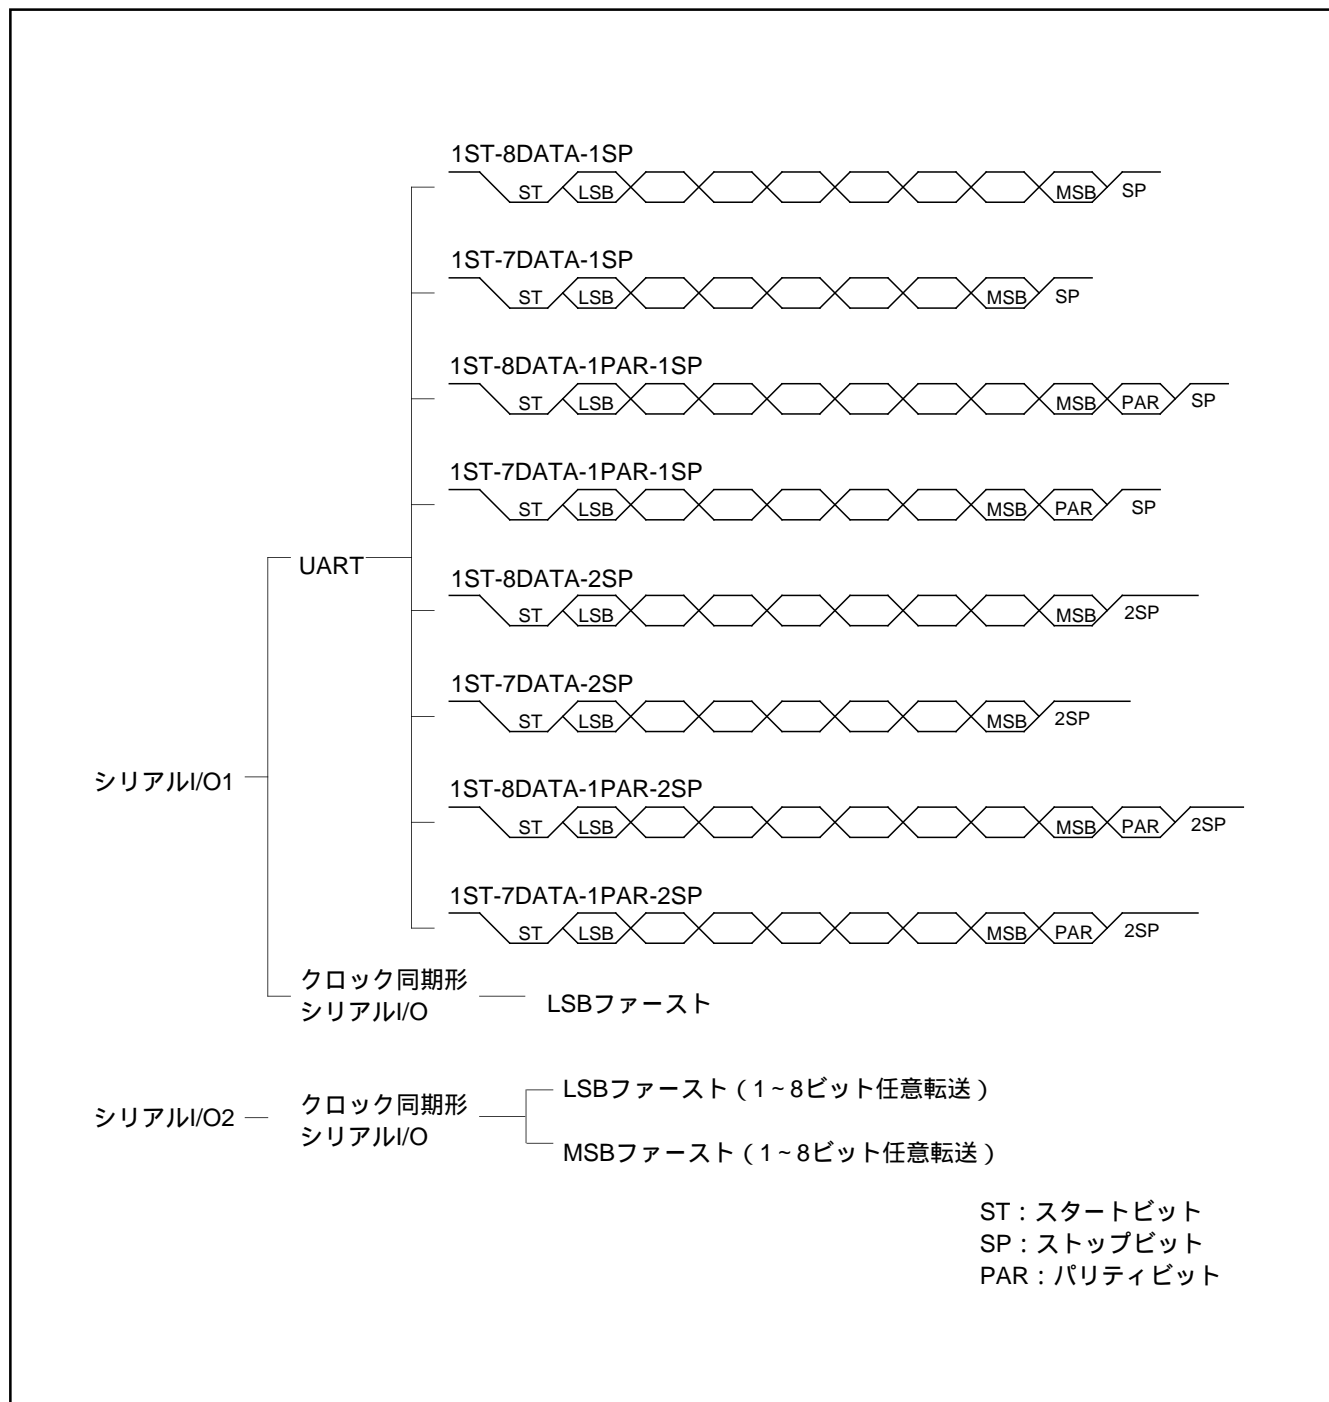 1ST-8DATA-1SP
ST LSB MSB SP
1ST-7DATA-1SP
ST LSB MSB SP
1ST-8DATA-1PAR-1SP
ST LSB MSB PAR SP
1ST-7DATA-1PAR-1SP
ST LSB MSB PAR SP
UART
1ST-8DATA-2SP
ST LSB MSB 2SP
1ST-7DATA-2SP
ST LSB MSB 2SP
シリアルI/O1
1ST-8DATA-1PAR-2SP
ST LSB MSB PAR 2SP
1ST-7DATA-1PAR-2SP
ST LSB MSB PAR 2SP
クロック同期形
シリアルI/O
LSBファースト
シリアルI/O2
クロック同期形
シリアルI/O
LSBファースト（1~8ビット任意転送）
MSBファースト（1~8ビット任意転送）
ST：スタートビット
SP：ストップビット
PAR：パリティビット